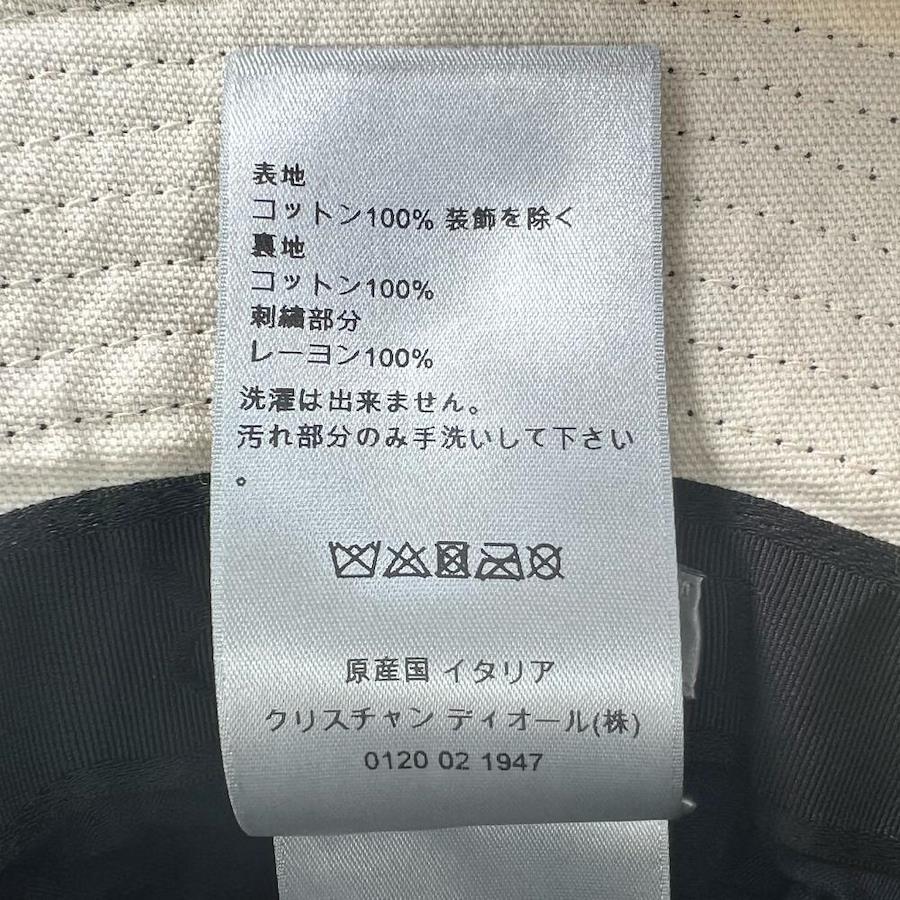 表地
コットン100% 装飾を除く
裏地
コットン100%
刺繍部分
レーヨン100%
洗濯は出来ません。
汚れ部分のみ手洗いして下さい
。
原産国 イタリア
クリスチャン ディオール(株)
0120 02 1947